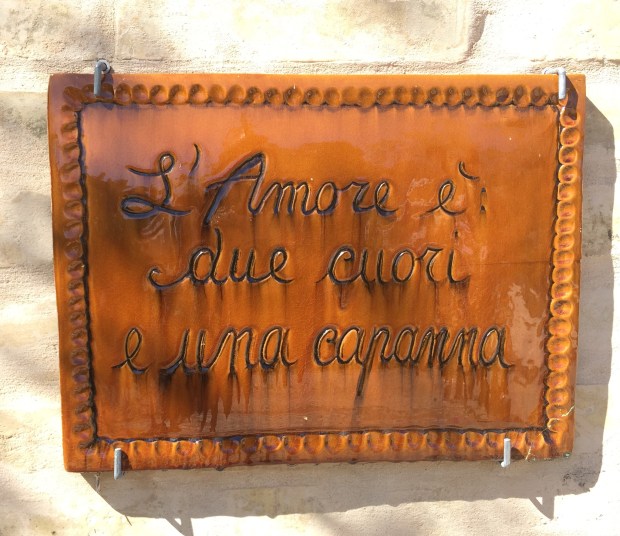 L'Amore è:
due cuori
e una capanna